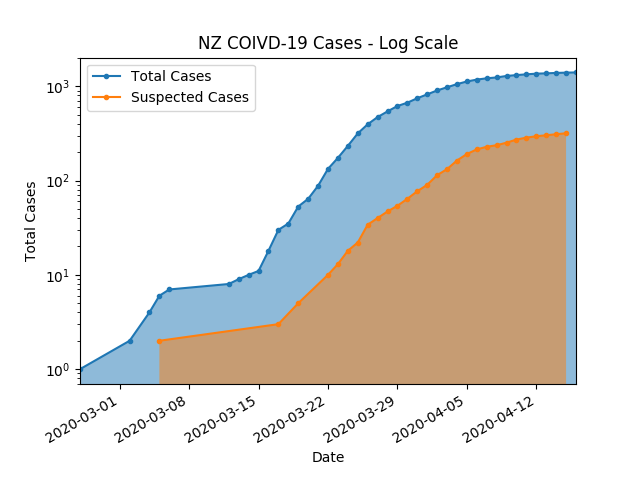 NZ COIVD-19 Cases - Log Scale
Total Cases
Suspected Cases
10³
10²
10¹
10⁰
Total Cases
2020-03-01
2020-03-08
2020-03-15
2020-03-22
2020-03-29
2020-04-05
2020-04-12
Date